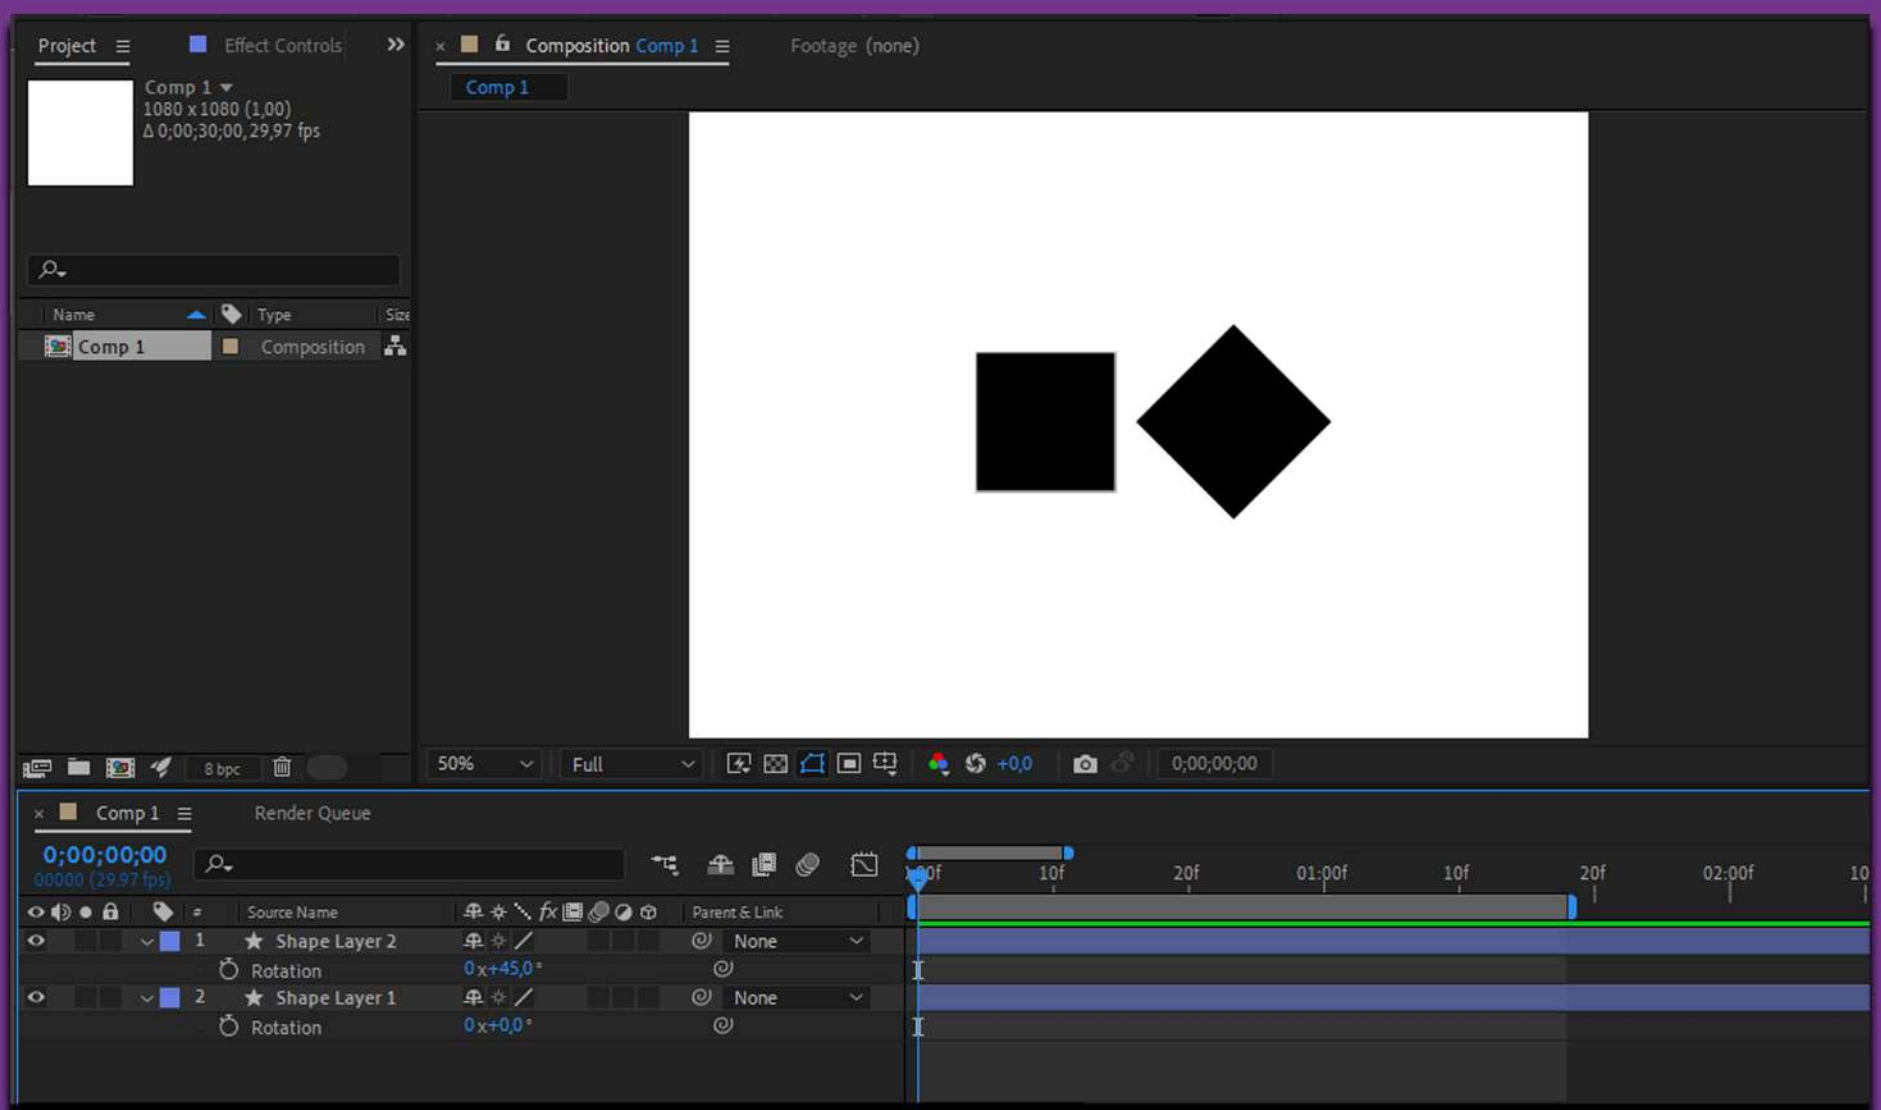 Project
Effect Controls
Composition Comp 1
Footage (none)
Comp 1
1080 x 1080 (1,00)
Δ 0;00;30;00, 29,97 fps
Comp 1
Name
Type
Size
Comp 1
Composition
8 bpc
50%
Full
+0,0
0;00;00;00
Comp 1
Render Queue
0;00;00;00
00000 (29.97 fps)
10f
20f
01:00f
10f
20f
02:00f
10
#
Source Name
fx
Parent & Link
1
Shape Layer 2
None
Rotation
0 x+45,0°
2
Shape Layer 1
None
Rotation
0 x+0,0°